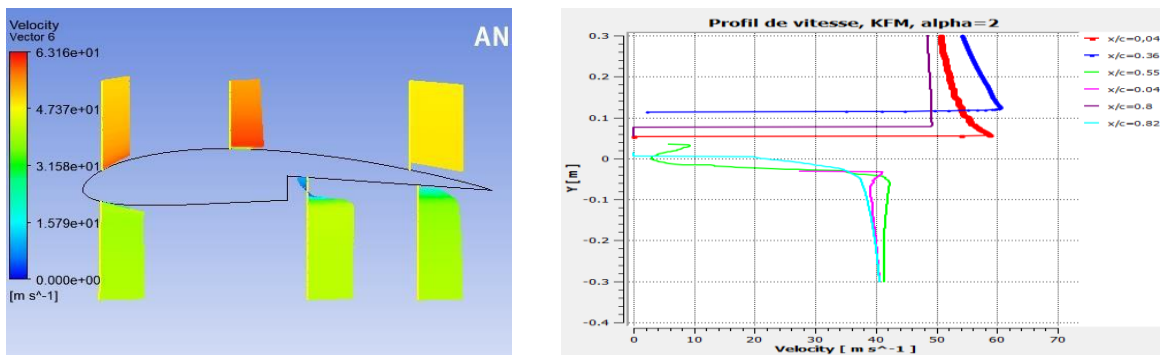 Velocity
Vector 6
AN
6.316e+01
4.737e+01
3.158e+01
1.579e+01
0.000e+00
[m s^-1]
Profil de vitesse, KFM, alpha=2
0.3
0.2
0.1
0
-0.1
-0.2
-0.3
-0.4
Y [m]
0 10 20 30 40 50 60 70
Velocity [ m s^-1 ]
x/c=0,04
x/c=0.36
x/c=0.55
x/c=0.04
x/c=0.8
x/c=0.82